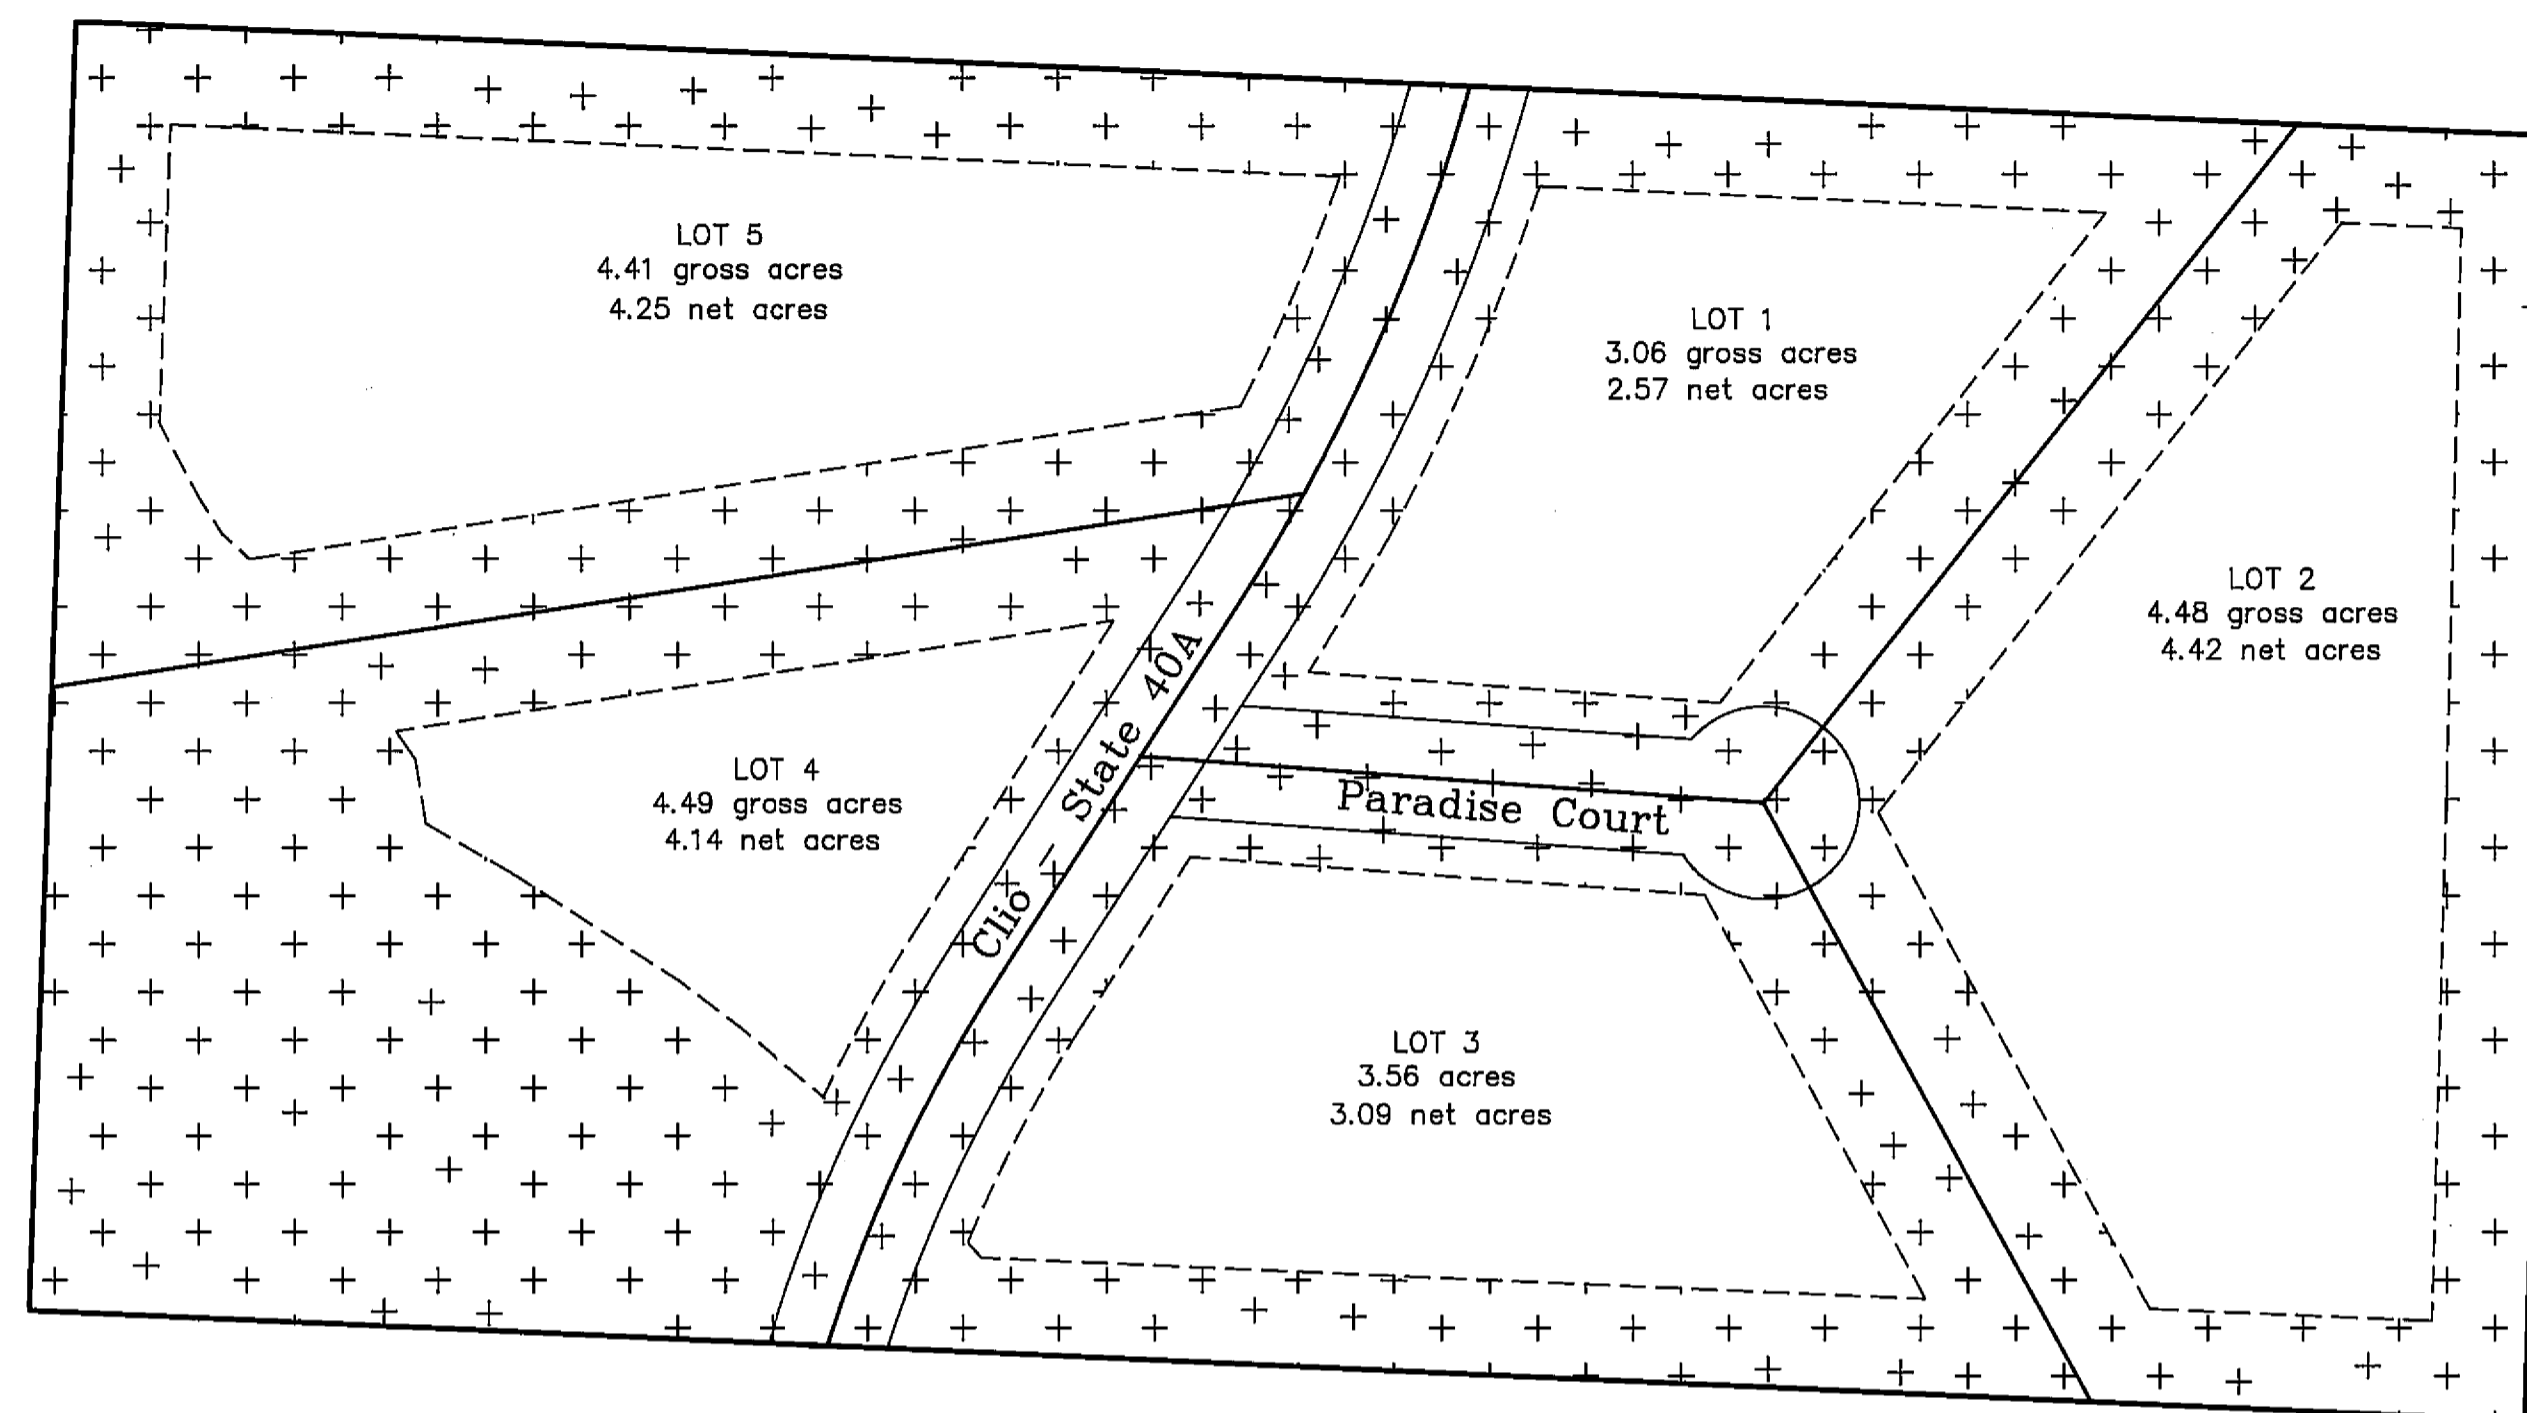 LOT 5
4.41 gross acres
4.25 net acres
LOT 1
3.06 gross acres
2.57 net acres
LOT 2
4.48 gross acres
4.42 net acres
LOT 4
4.49 gross acres
4.14 net acres
Clio - State 40A
Paradise Court
LOT 3
3.56 acres
3.09 net acres